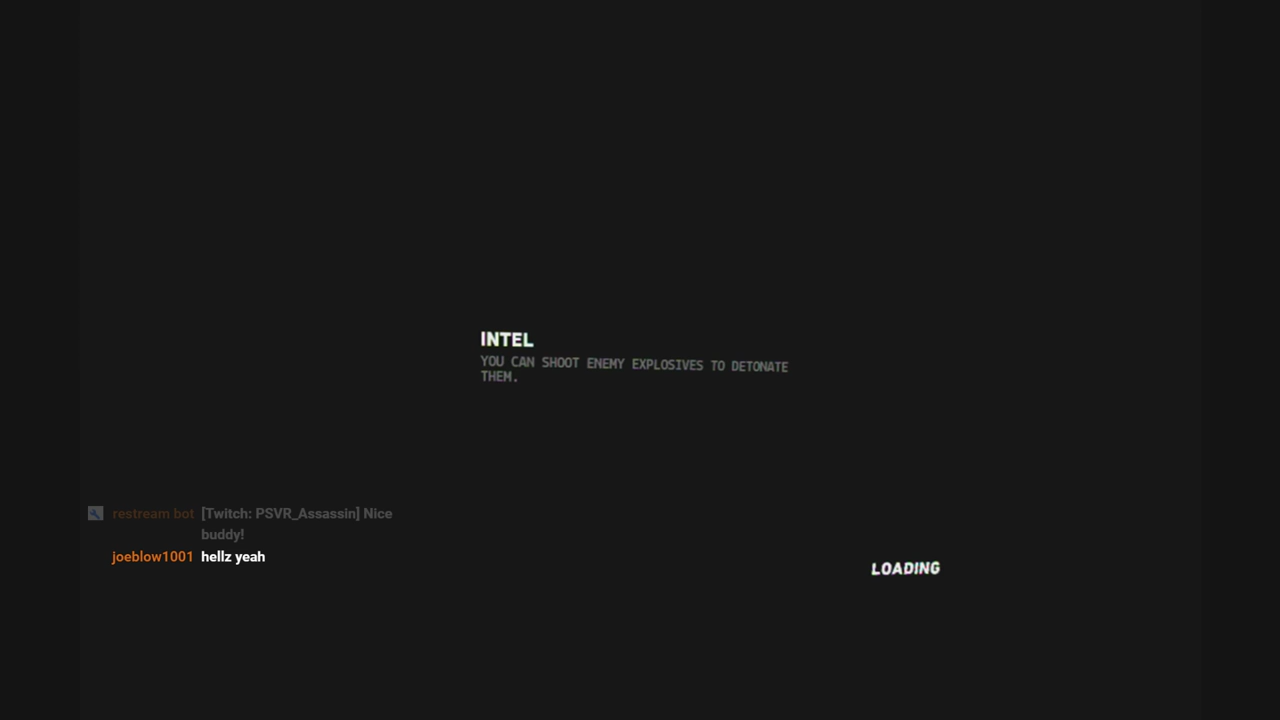 INTEL
YOU CAN SHOOT ENEMY EXPLOSIVES TO DETONATE
THEM.
restream bot [Twitch: PSVR_Assassin] Nice
buddy!
joeblow1001 hellz yeah
LOADING